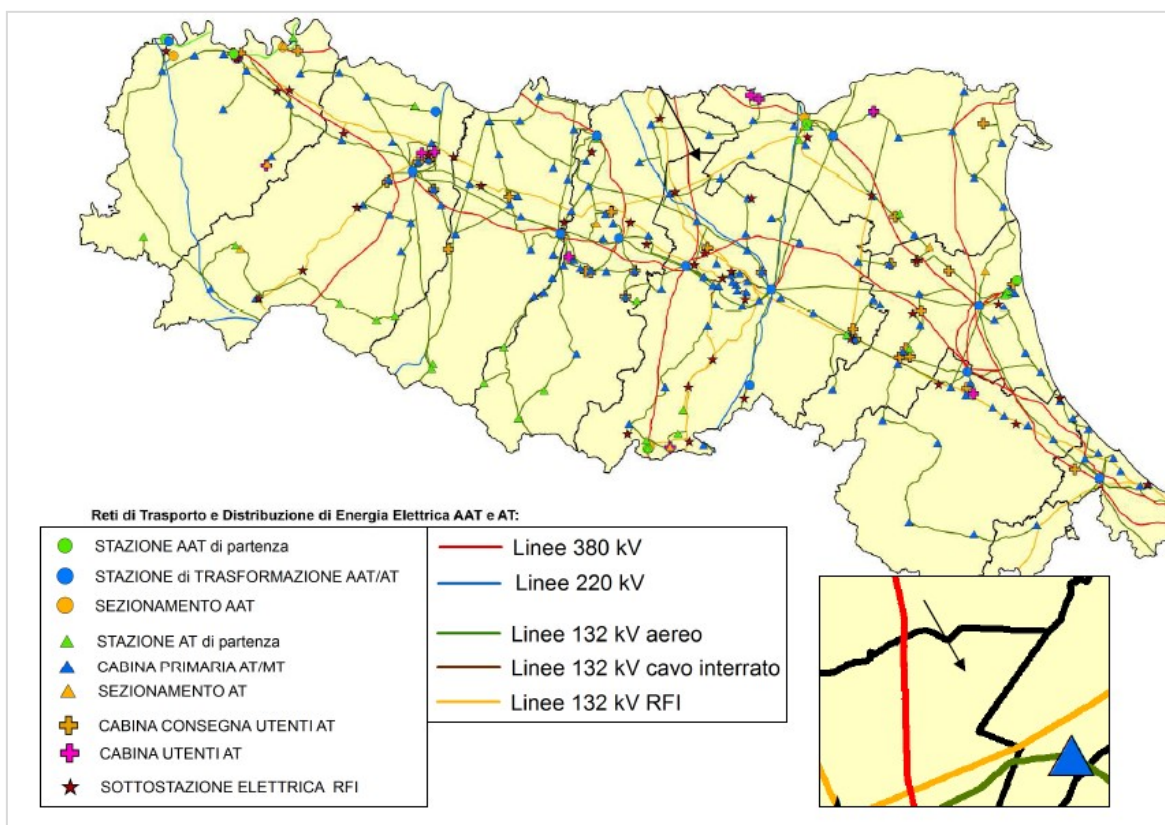 Reti di Trasporto e Distribuzione di Energia Elettrica AAT e AT:
STAZIONE AAT di partenza
STAZIONE di TRASFORMAZIONE AAT/AT
SEZIONAMENTO AAT
STAZIONE AT di partenza
CABINA PRIMARIA AT/MT
SEZIONAMENTO AT
CABINA CONSEGNA UTENTI AT
CABINA UTENTI AT
SOTTOSTAZIONE ELETTRICA RFI
Linee 380 kV
Linee 220 kV
Linee 132 kV aereo
Linee 132 kV cavo interrato
Linee 132 kV RFI